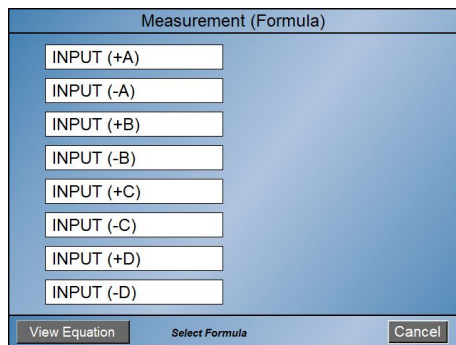 Measurement (Formula)
INPUT (+A)
INPUT (-A)
INPUT (+B)
INPUT (-B)
INPUT (+C)
INPUT (-C)
INPUT (+D)
INPUT (-D)
View Equation Select Formula Cancel